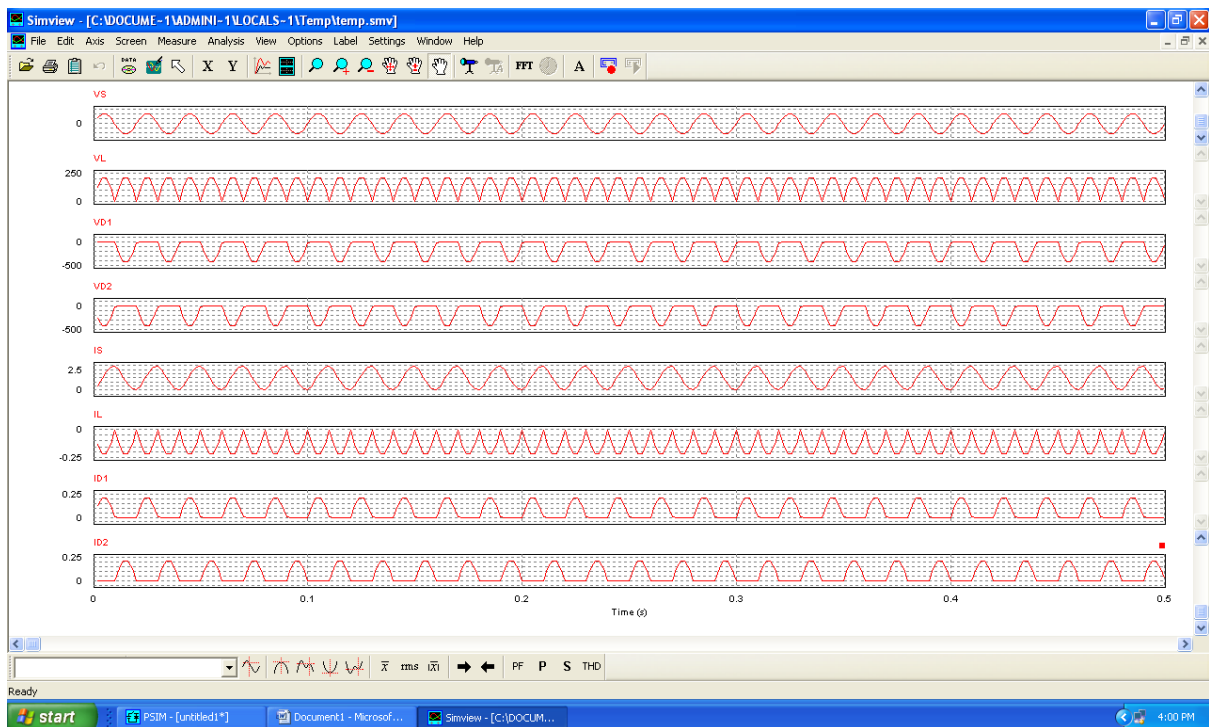 Simview - [C:\DOCUME~1\ADMINI~1\LOCALS~1\Temp\temp.smv]
File Edit Axis Screen Measure Analysis View Options Label Settings Window Help
DATA X Y FFT A
VS
0
VL
250
0
VD1
0
-500
VD2
0
-500
IS
2.5
0
IL
0
-0.25
ID1
0.25
0
ID2
0.25
0
0 0.1 0.2 0.3 0.4 0.5
Time (s)
x rms |x| PF P S THD
Ready
start PSIM - [untitled1*] Document1 - Microsof... Simview - [C:\DOCUM... 4:00 PM